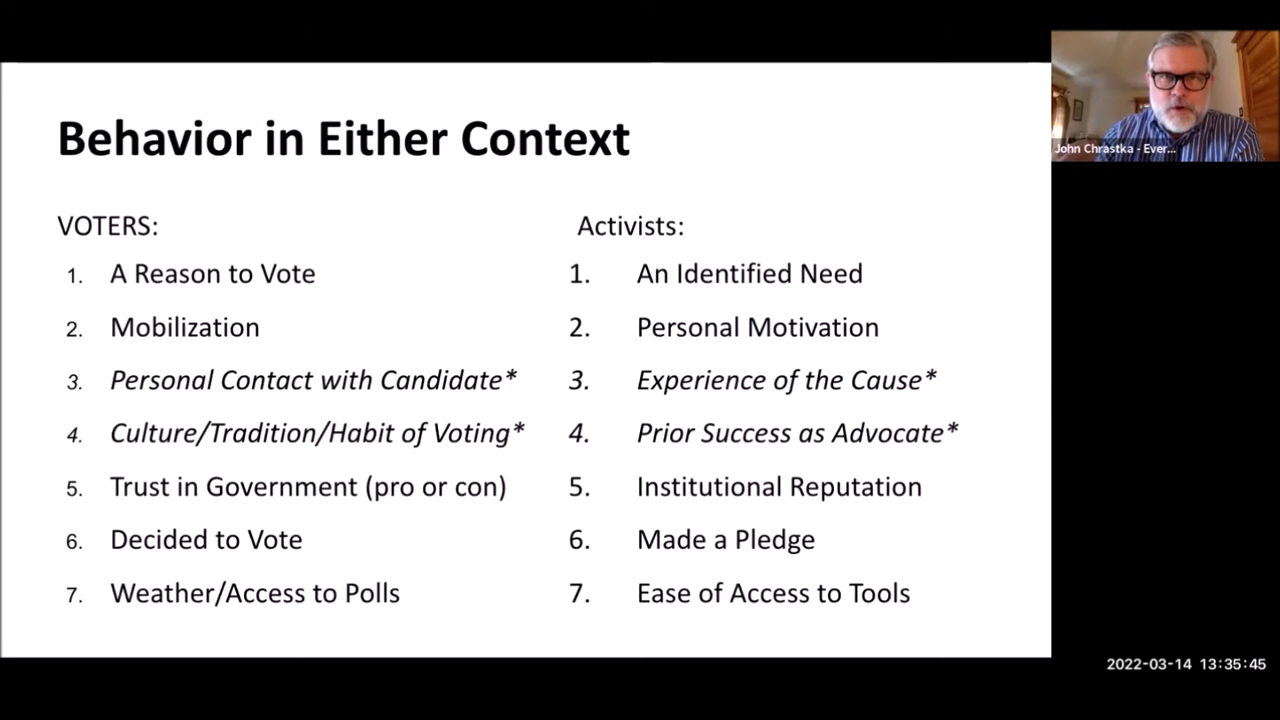 Behavior in Either Context
VOTERS:
1. A Reason to Vote
2. Mobilization
3. Personal Contact with Candidate*
4. Culture/Tradition/Habit of Voting*
5. Trust in Government (pro or con)
6. Decided to Vote
7. Weather/Access to Polls
Activists:
1. An Identified Need
2. Personal Motivation
3. Experience of the Cause*
4. Prior Success as Advocate*
5. Institutional Reputation
6. Made a Pledge
7. Ease of Access to Tools
John Chrastka - Ever...
2022-03-14 13:35:45